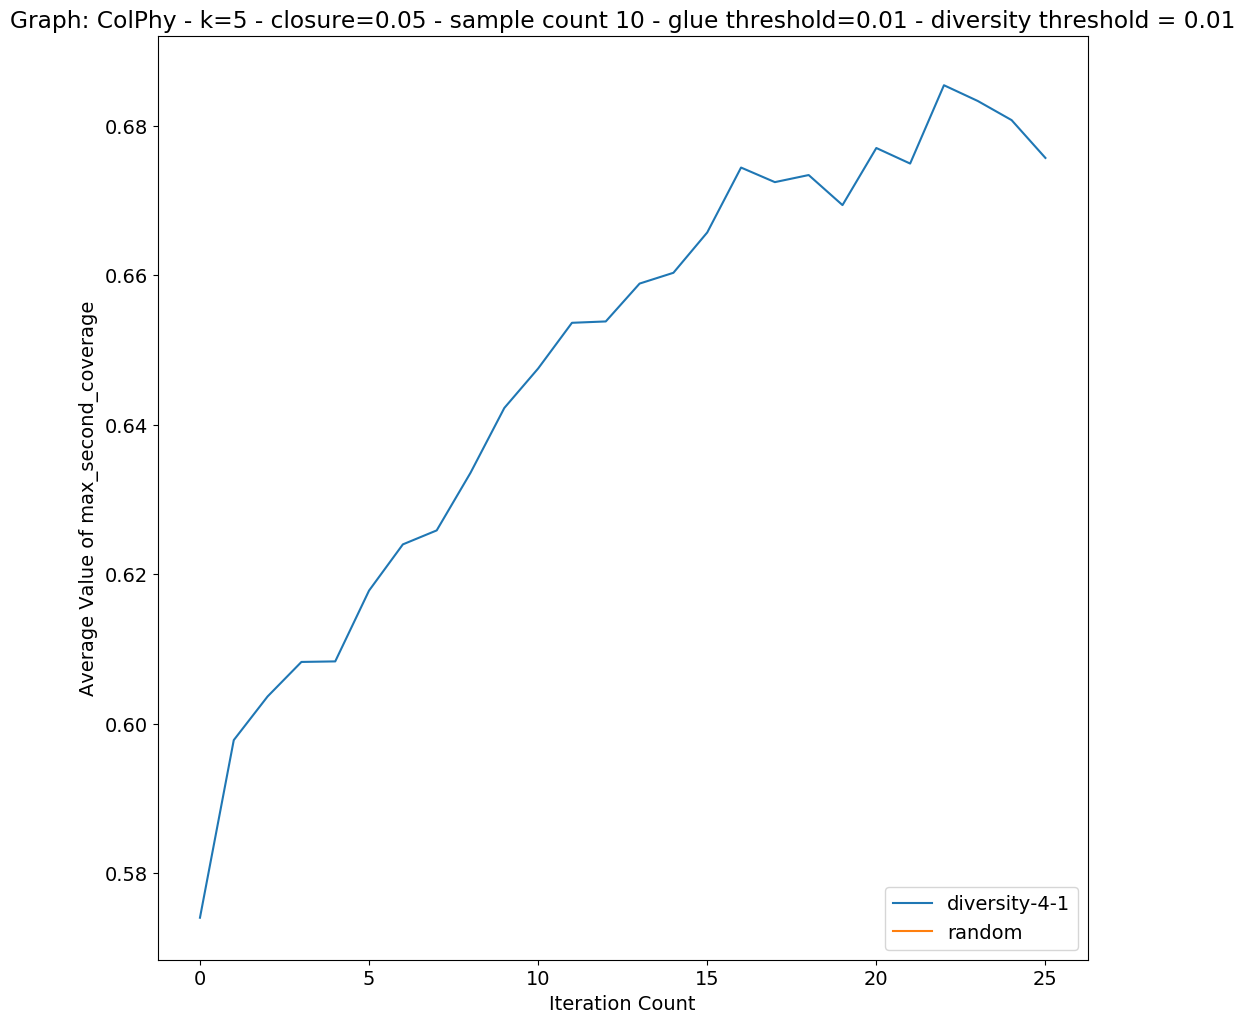 Graph: ColPhy - k=5 - closure=0.05 - sample count 10 - glue threshold=0.01 - diversity threshold = 0.01
Average Value of max_second_coverage
0.68
0.66
0.64
0.62
0.60
0.58
diversity-4-1
random
0
5
10
15
20
25
Iteration Count